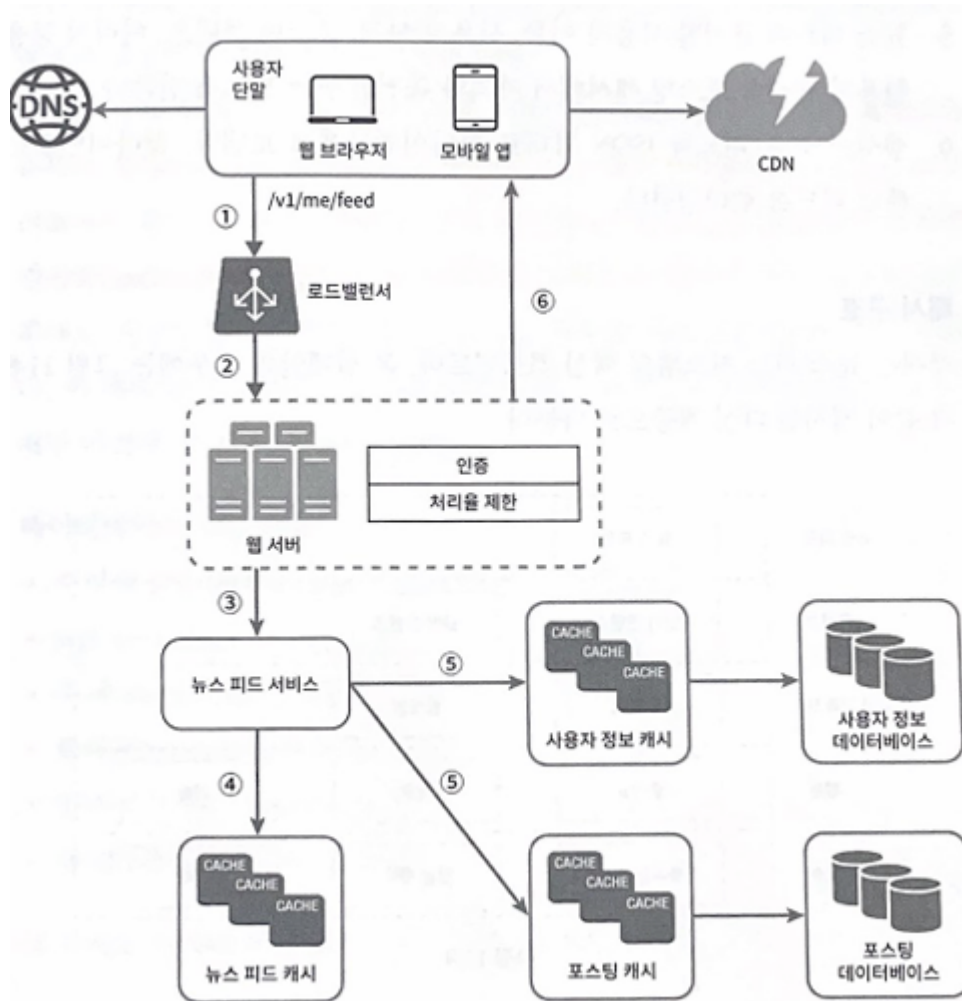 사용자
단말
DNS
웹 브라우저
모바일 앱
CDN
①
/v1/me/feed
로드밸런서
⑥
②
인증
처리율 제한
웹 서버
③
뉴스 피드 서비스
⑤
CACHE
CACHE
CACHE
사용자 정보 캐시
사용자 정보
데이터베이스
④
⑤
CACHE
CACHE
CACHE
뉴스 피드 캐시
CACHE
CACHE
CACHE
포스팅 캐시
포스팅
데이터베이스